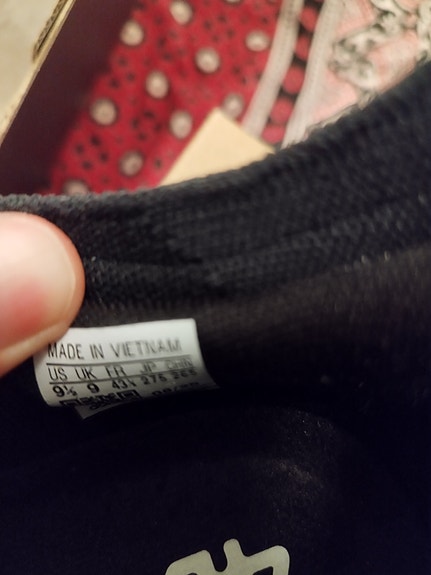 MADE IN VIETNAM
US UK FR JP CHN
9½ 9 43⅓ 275 265